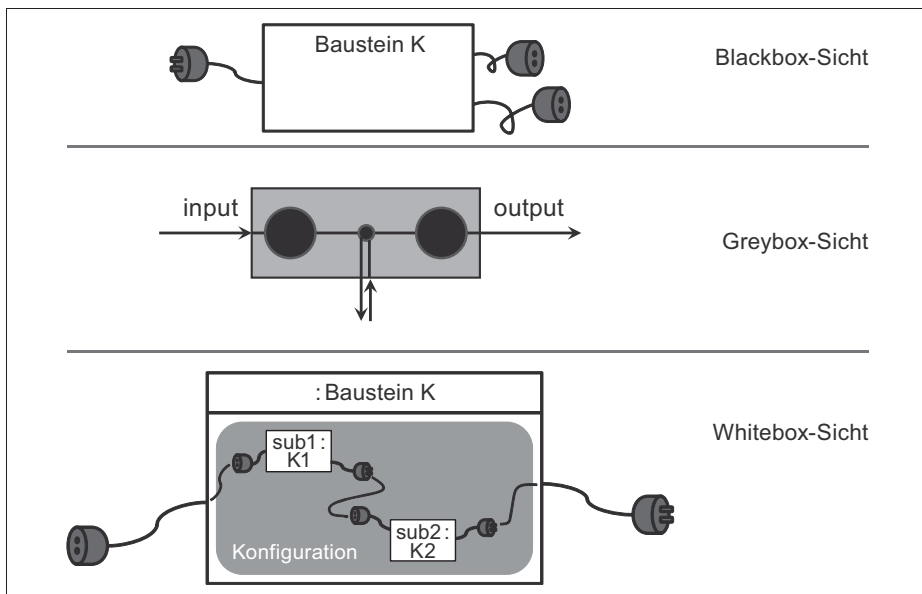 Baustein K
Blackbox-Sicht
input
output
Greybox-Sicht
: Baustein K
Whitebox-Sicht
sub1:
K1
sub2:
K2
Konfiguration